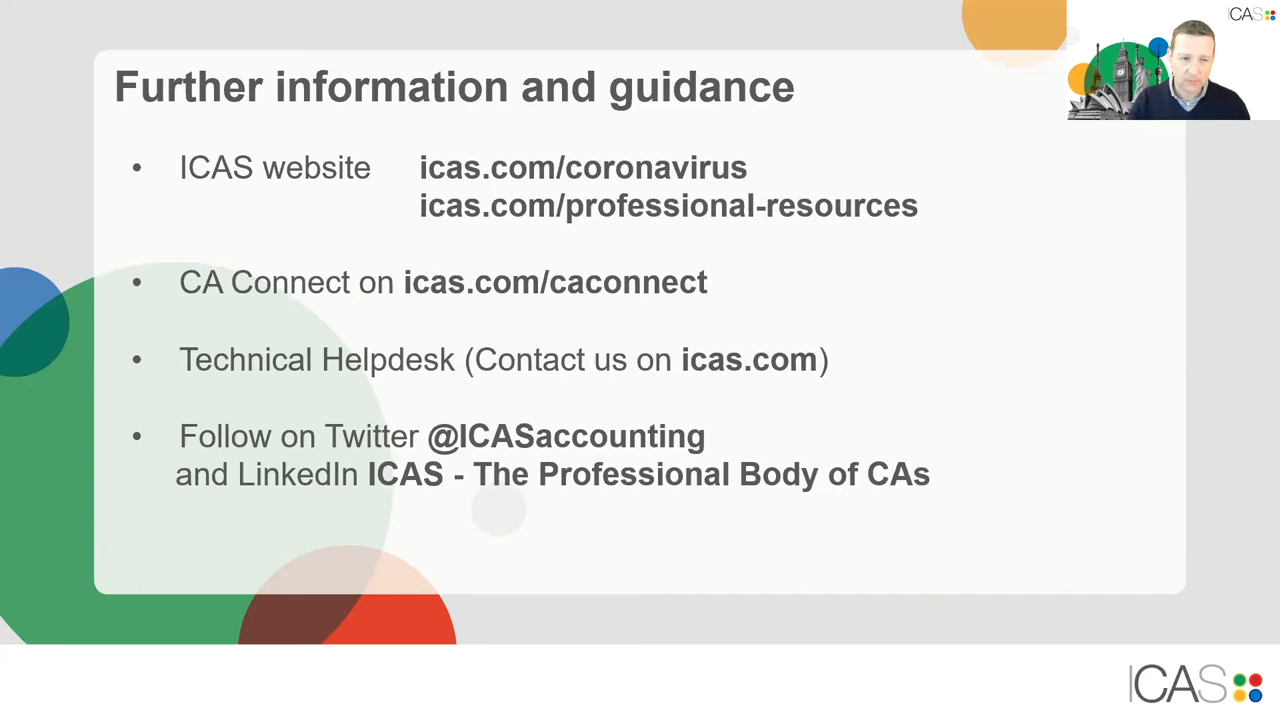 ICAS
Further information and guidance
• ICAS website icas.com/coronavirus
icas.com/professional-resources
• CA Connect on icas.com/caconnect
• Technical Helpdesk (Contact us on icas.com)
• Follow on Twitter @ICASaccounting
and LinkedIn ICAS - The Professional Body of CAs
ICAS